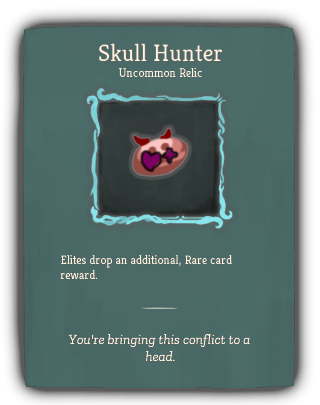 Skull Hunter
Uncommon Relic
Elites drop an additional, Rare card
reward.
You're bringing this conflict to a
head.